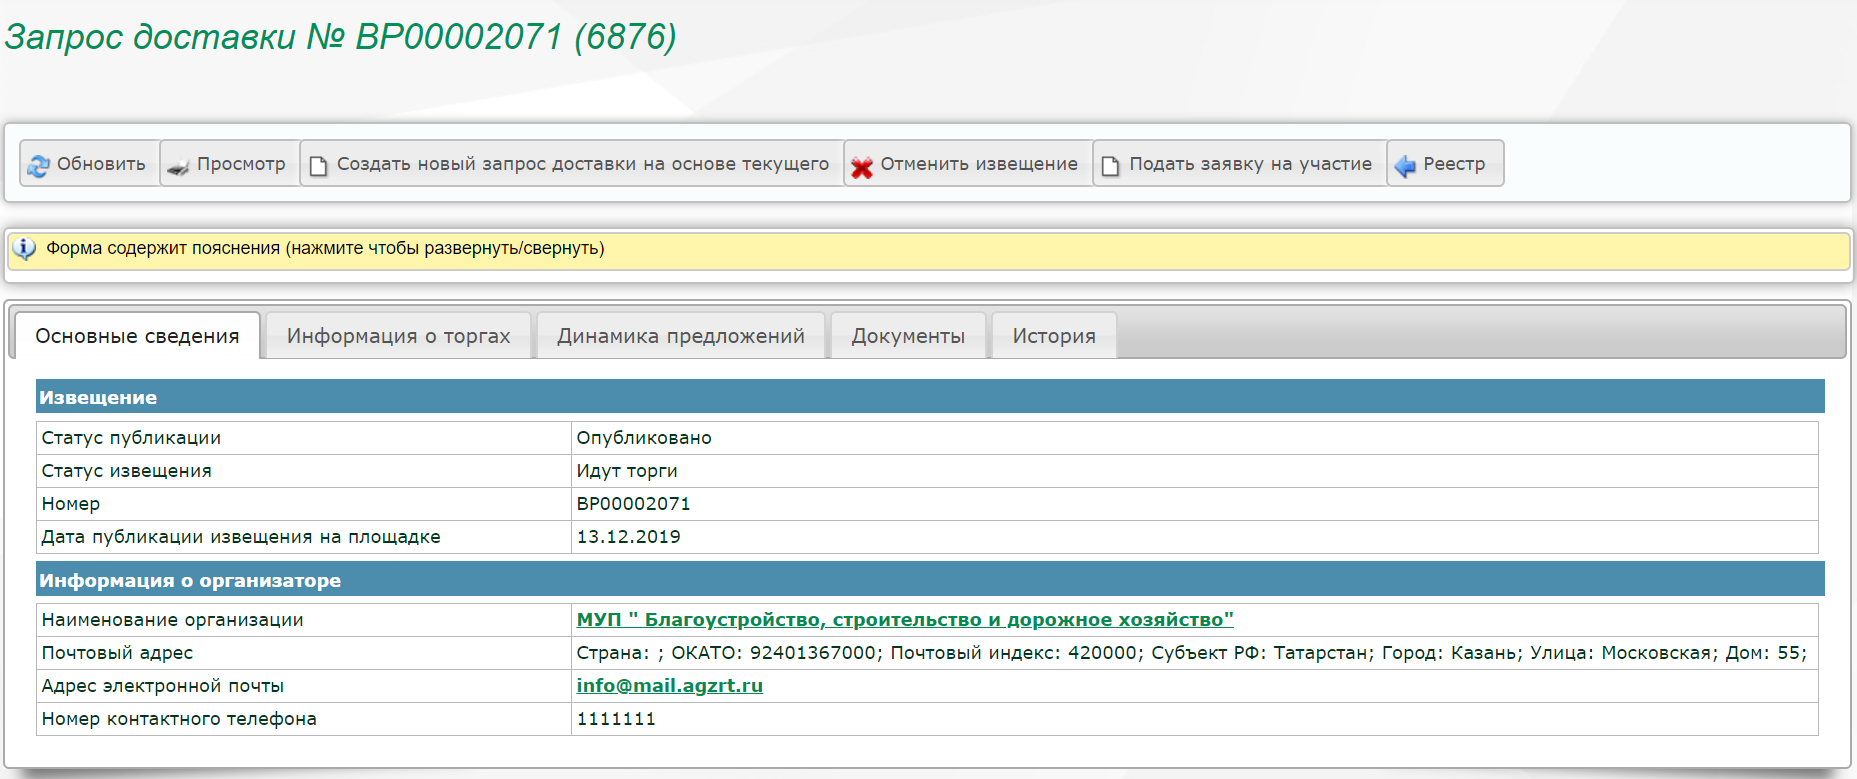 Запрос доставки № ВР00002071 (6876)
Обновить Просмотр Создать новый запрос доставки на основе текущего Отменить извещение Подать заявку на участие Реестр
Форма содержит пояснения (нажмите чтобы развернуть/свернуть)
Основные сведения Информация о торгах Динамика предложений Документы История
Извещение
Статус публикации Опубликовано
Статус извещения Идут торги
Номер ВР00002071
Дата публикации извещения на площадке 13.12.2019
Информация о организаторе
Наименование организации МУП " Благоустройство, строительство и дорожное хозяйство"
Почтовый адрес Страна: ; ОКАТО: 92401367000; Почтовый индекс: 420000; Субъект РФ: Татарстан; Город: Казань; Улица: Московская; Дом: 55;
Адрес электронной почты info@mail.agzrt.ru
Номер контактного телефона 1111111